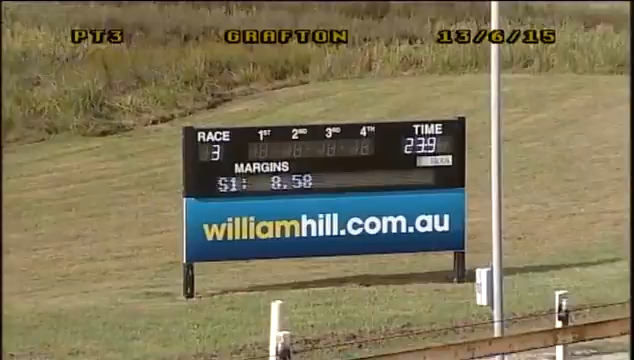 PT3 GRAFTON 13/6/15
RACE 1ST 2ND 3RD 4TH TIME
3 23.9
MARGINS
S1: 8.58
williamhill.com.au